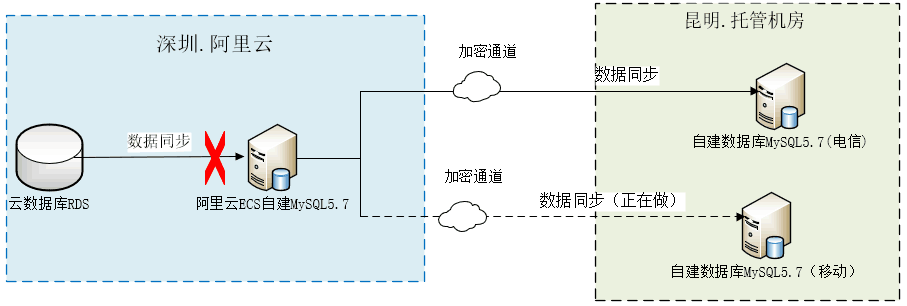 深圳.阿里云
昆明.托管机房
加密通道
数据同步
数据同步
自建数据库MySQL5.7(电信)
加密通道
云数据库RDS
阿里云ECS自建MySQL5.7
数据同步（正在做）
自建数据库MySQL5.7（移动）